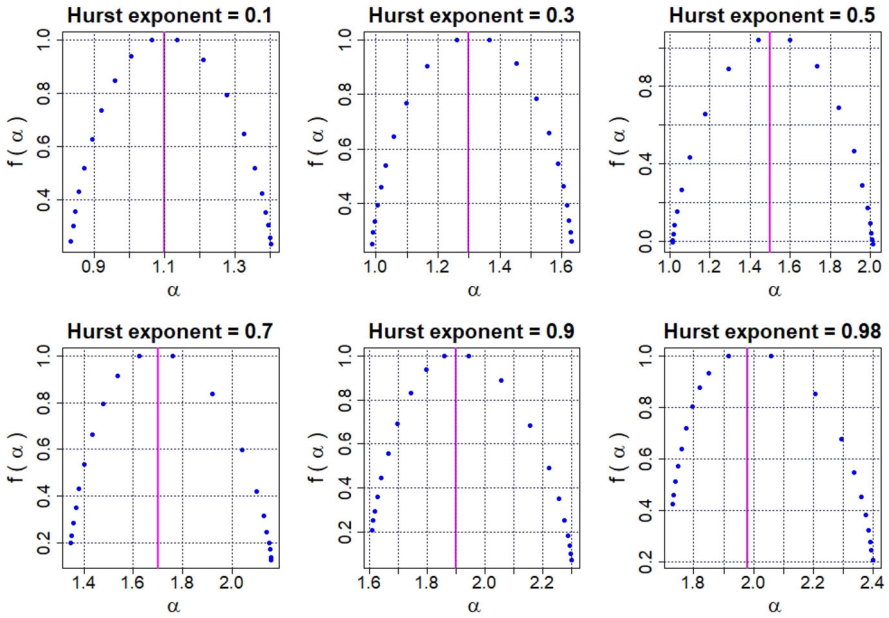 Hurst exponent = 0.1
f ( α )
1.0
0.8
0.6
0.4
0.9
1.1
1.3
α
Hurst exponent = 0.3
f ( α )
1.0
0.8
0.6
0.4
1.0
1.2
1.4
1.6
α
Hurst exponent = 0.5
f ( α )
0.8
0.4
0.0
1.0
1.2
1.4
1.6
1.8
2.0
α
Hurst exponent = 0.7
f ( α )
1.0
0.8
0.6
0.4
0.2
1.4
1.6
1.8
2.0
α
Hurst exponent = 0.9
f ( α )
1.0
0.8
0.6
0.4
0.2
1.6
1.8
2.0
2.2
α
Hurst exponent = 0.98
f ( α )
1.0
0.8
0.6
0.4
0.2
1.8
2.0
2.2
2.4
α